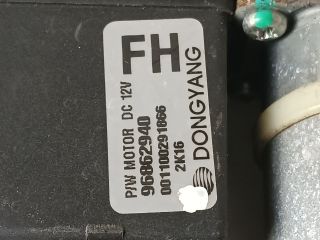 FH
P/W MOTOR DC 12V
96862940
001100291866
2K16
DONGYANG